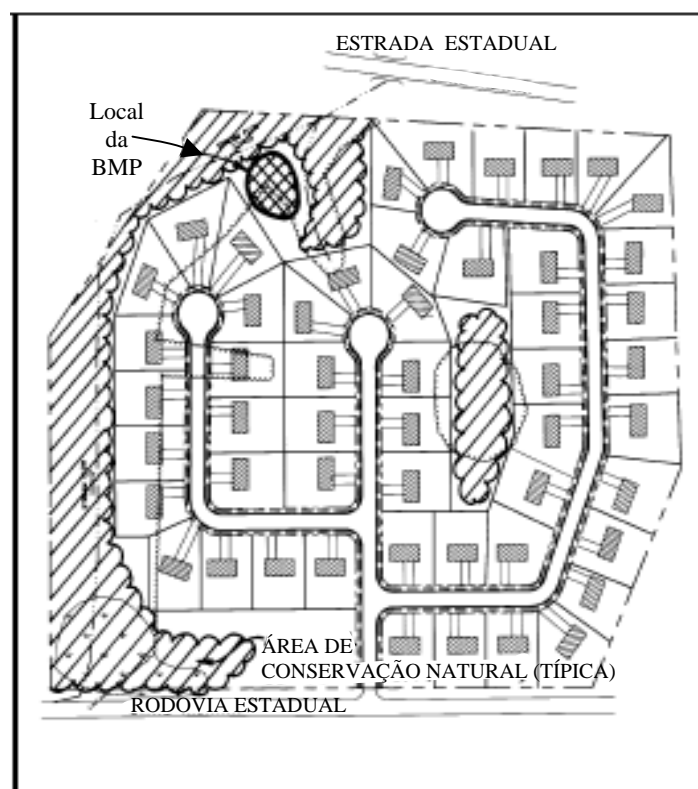 ESTRADA ESTADUAL
Local
da
BMP
ÁREA DE
CONSERVAÇÃO NATURAL (TÍPICA)
RODOVIA ESTADUAL